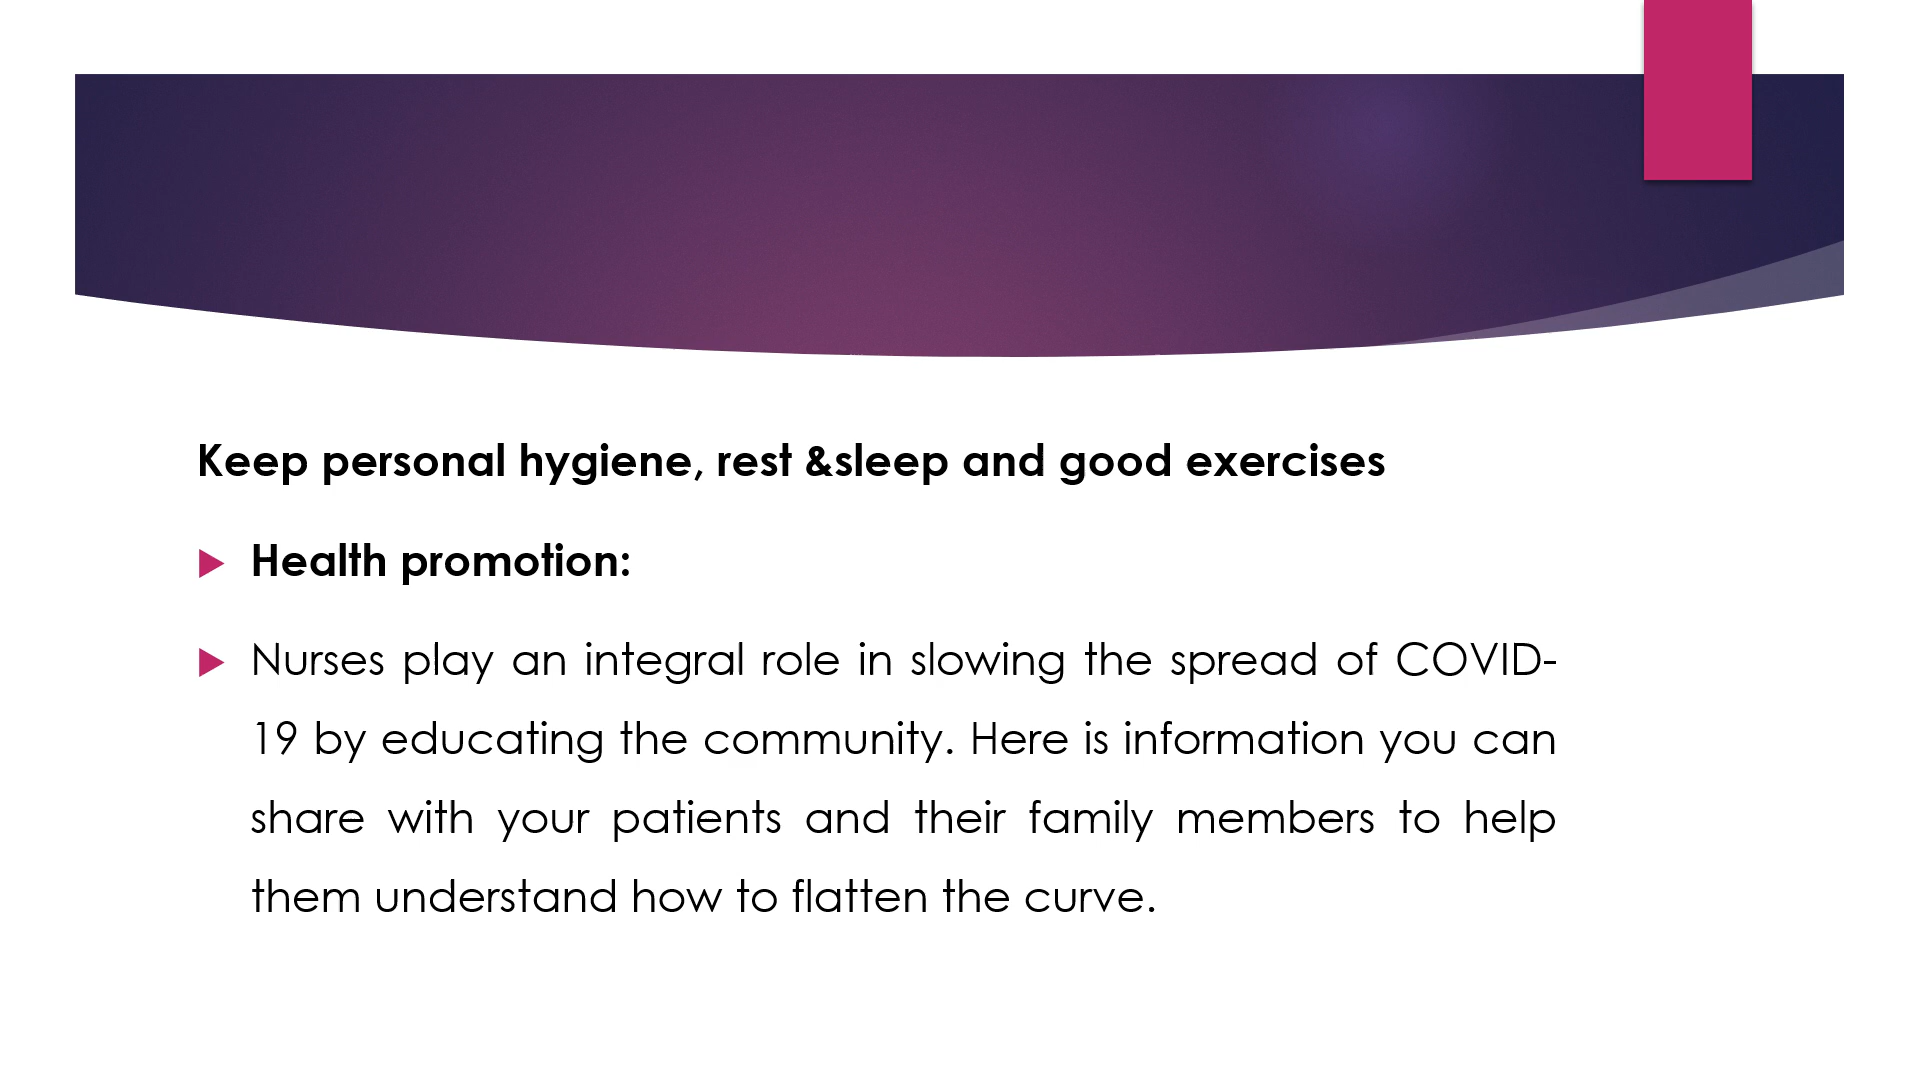 Keep personal hygiene, rest &sleep and good exercises
Health promotion:
Nurses play an integral role in slowing the spread of COVID-
19 by educating the community. Here is information you can
share with your patients and their family members to help
them understand how to flatten the curve.